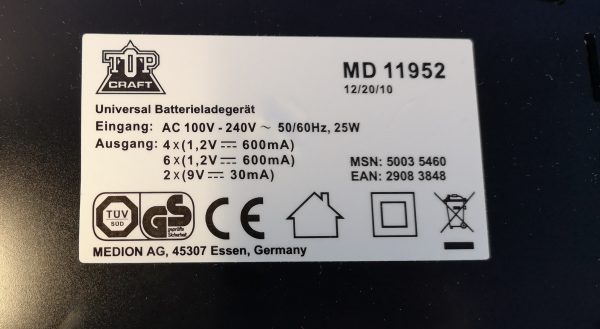 TOP
CRAFT
MD 11952
12/20/10
Universal Batterieladegerät
Eingang: AC 100V - 240V ~ 50/60Hz, 25W
Ausgang: 4 x (1,2V ⎓ 600mA)
6 x (1,2V ⎓ 600mA)
2 x (9V ⎓ 30mA)
MSN: 5003 5460
EAN: 2908 3848
TÜV
SÜD
GS
geprüfte
Sicherheit
CE
MEDION AG, 45307 Essen, Germany